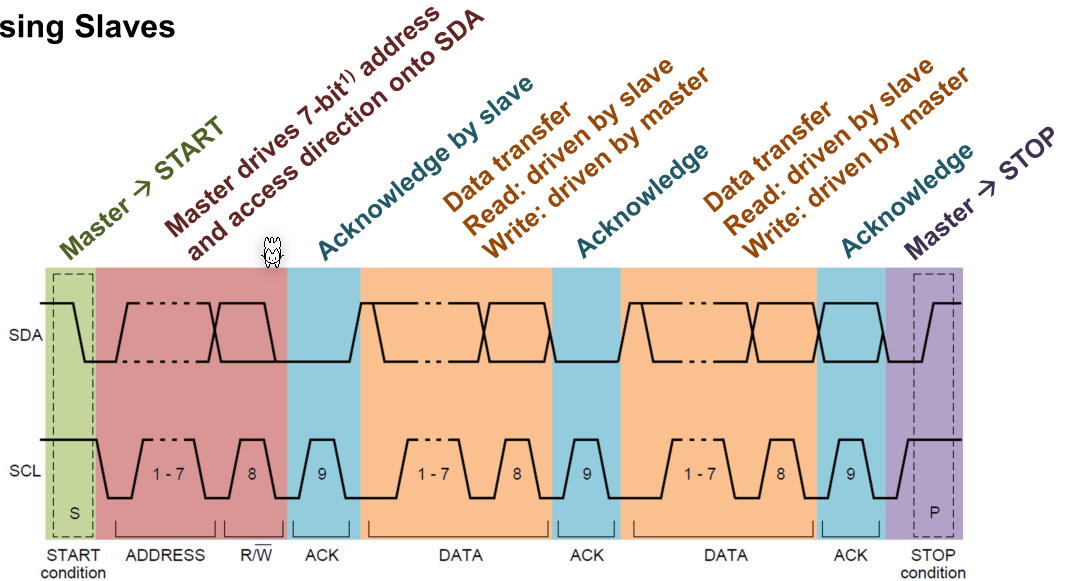 sing Slaves
Master → START
Master drives 7-bit1) address
and access direction onto SDA
Acknowledge by slave
Data transfer
Read: driven by slave
Write: driven by master
Acknowledge
Data transfer
Read: driven by slave
Write: driven by master
Acknowledge
Master → STOP
SDA
SCL
1 - 7
8
9
1 - 7
8
9
1 - 7
8
9
S
P
START
condition
ADDRESS
R/W̅
ACK
DATA
ACK
DATA
ACK
STOP
condition